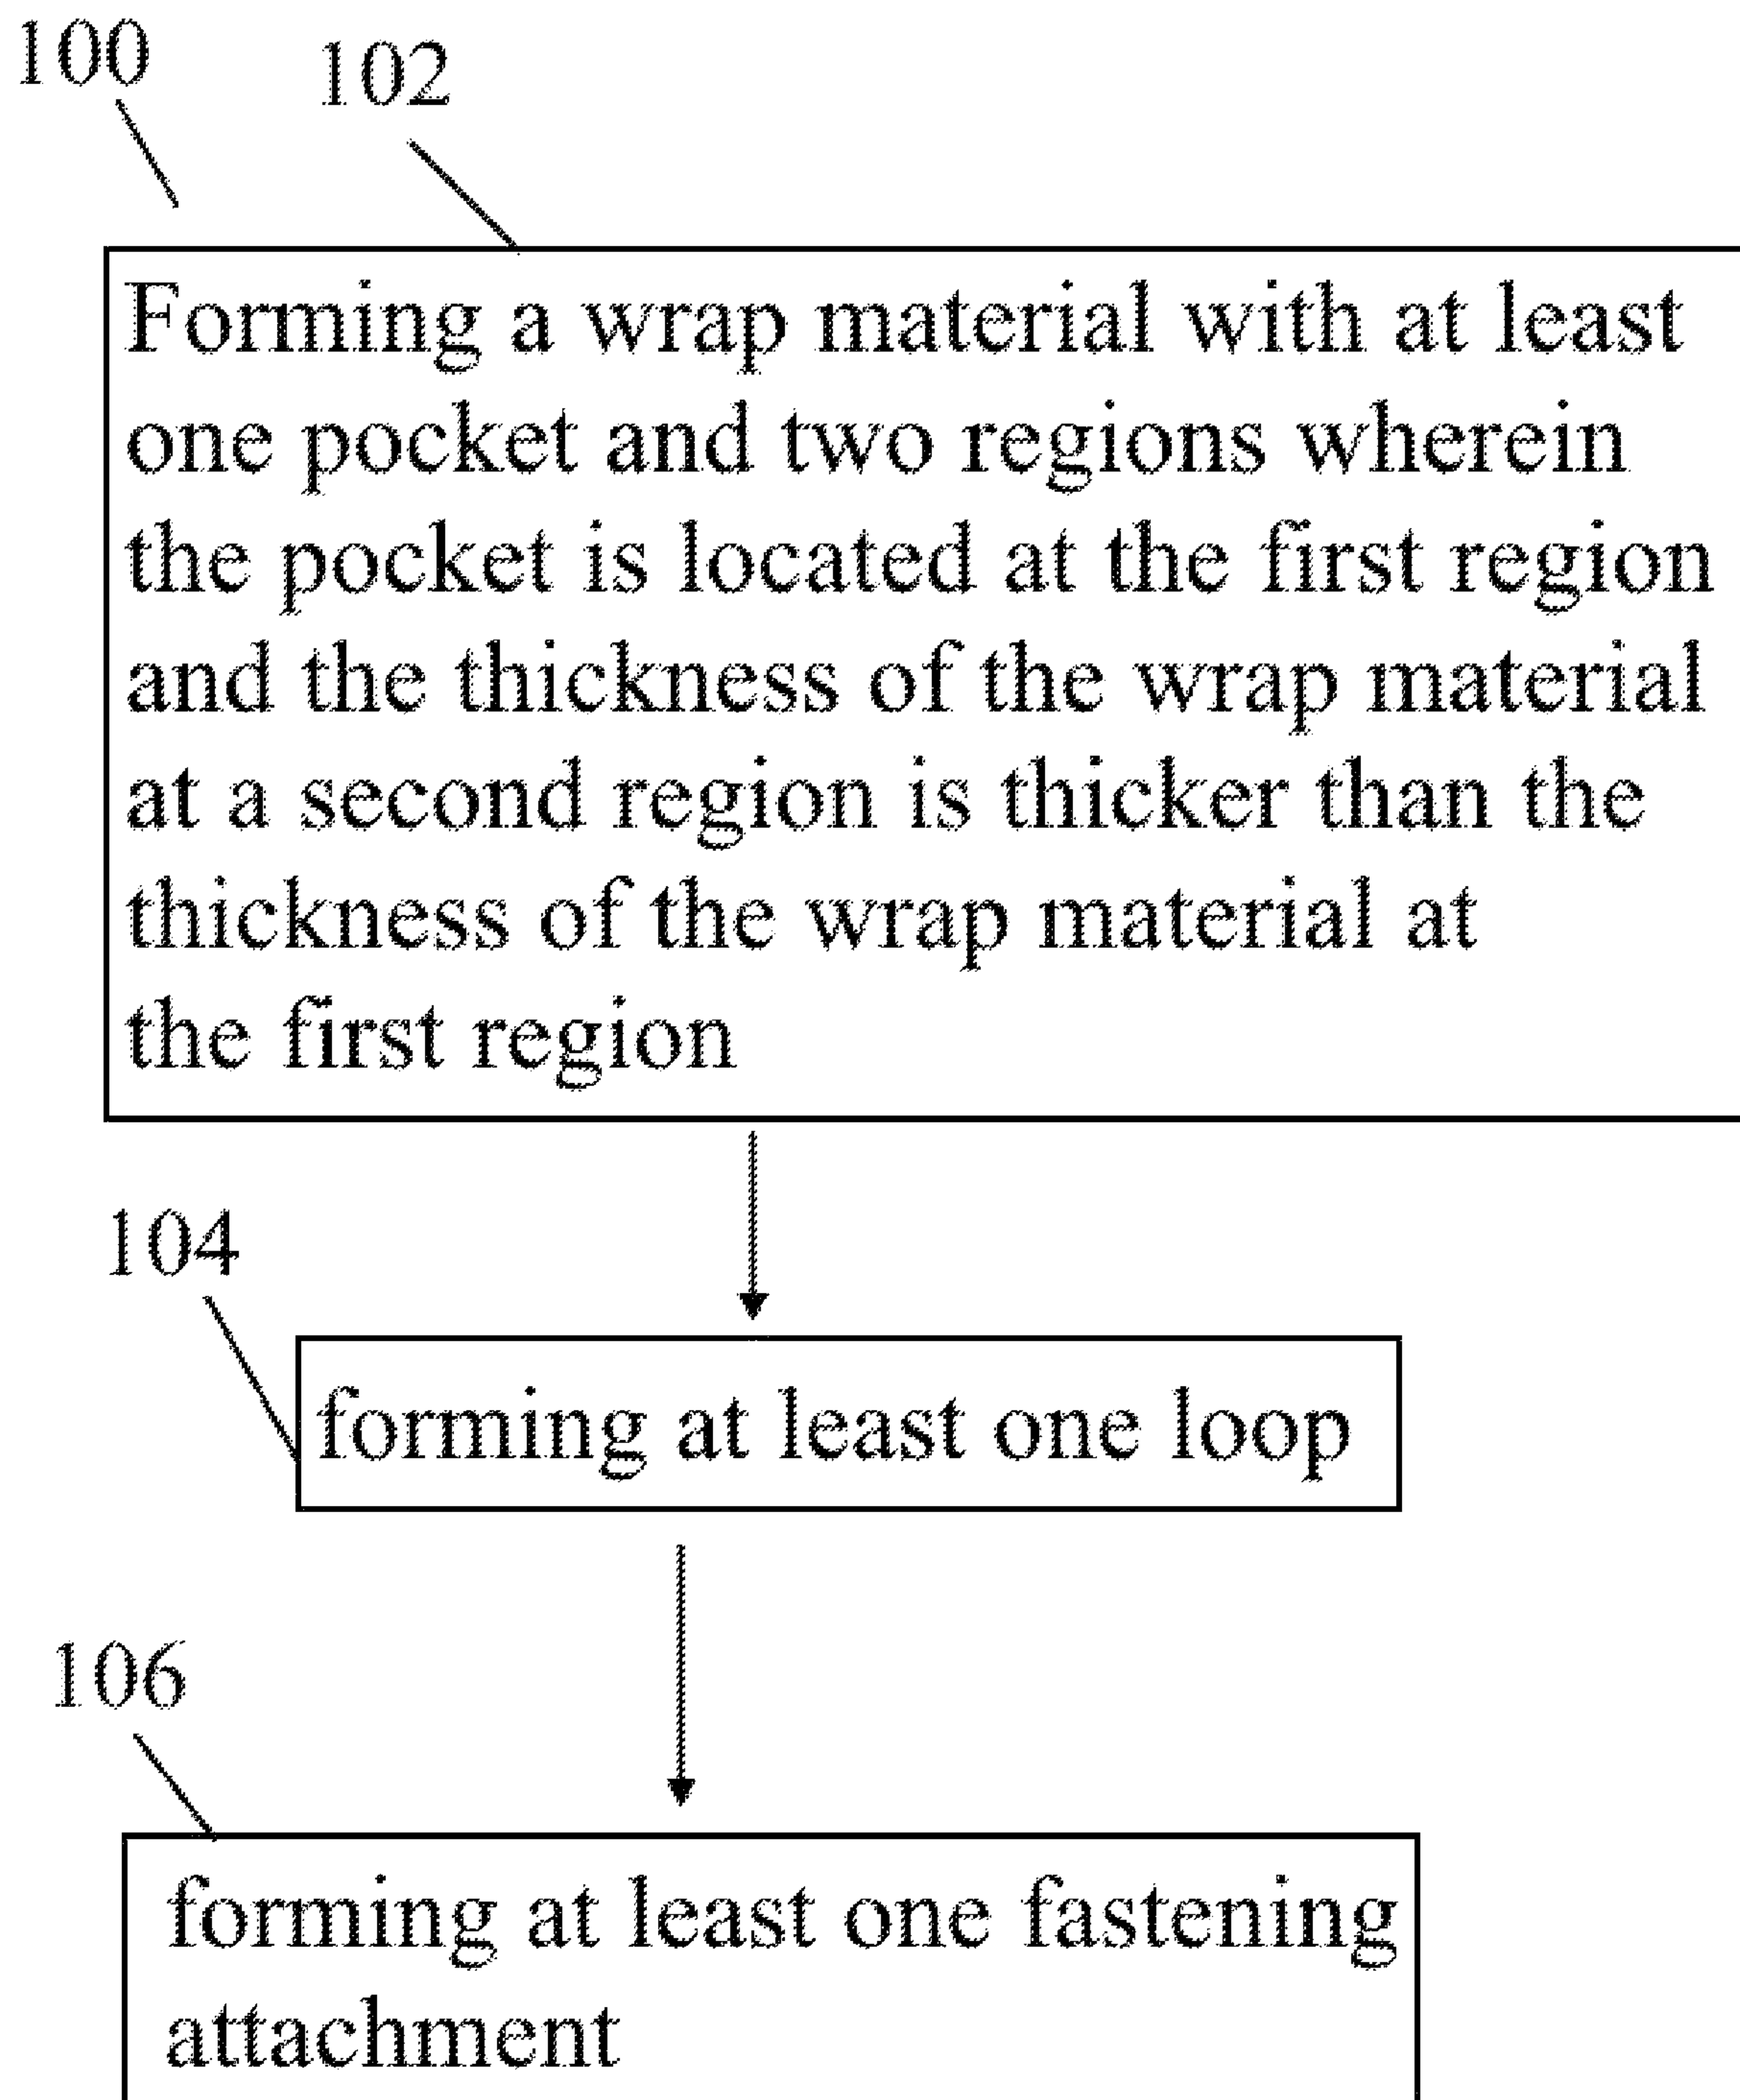 100
102
Forming a wrap material with at least
one pocket and two regions wherein
the pocket is located at the first region
and the thickness of the wrap material
at a second region is thicker than the
thickness of the wrap material at
the first region
104
forming at least one loop
106
forming at least one fastening
attachment